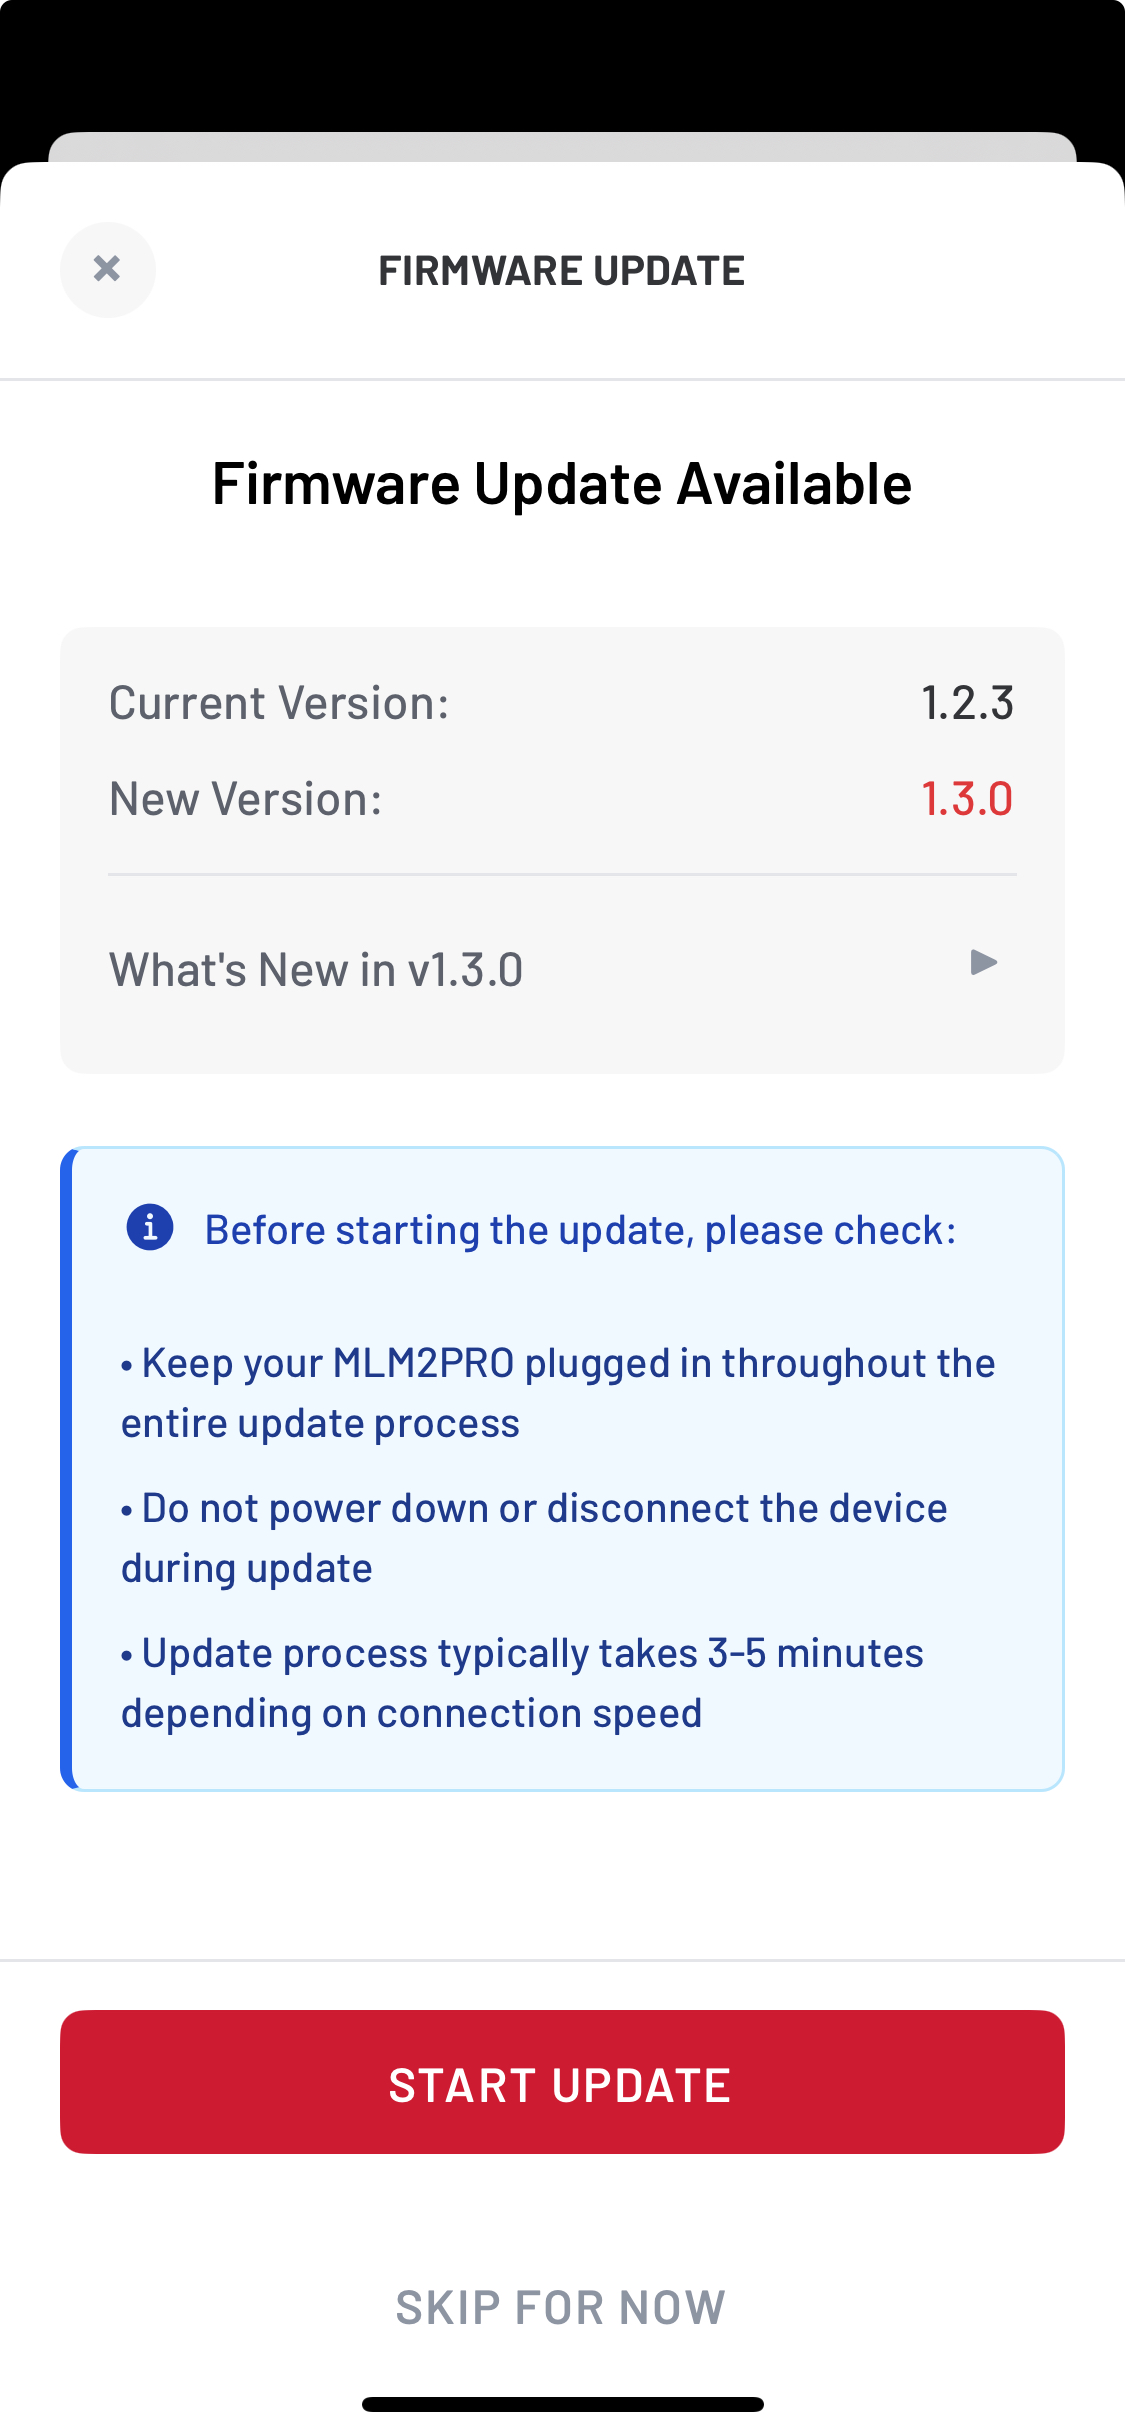 FIRMWARE UPDATE
Firmware Update Available
Current Version: 1.2.3
New Version: 1.3.0
What's New in v1.3.0
Before starting the update, please check:
• Keep your MLM2PRO plugged in throughout the
entire update process
• Do not power down or disconnect the device
during update
• Update process typically takes 3-5 minutes
depending on connection speed
START UPDATE
SKIP FOR NOW